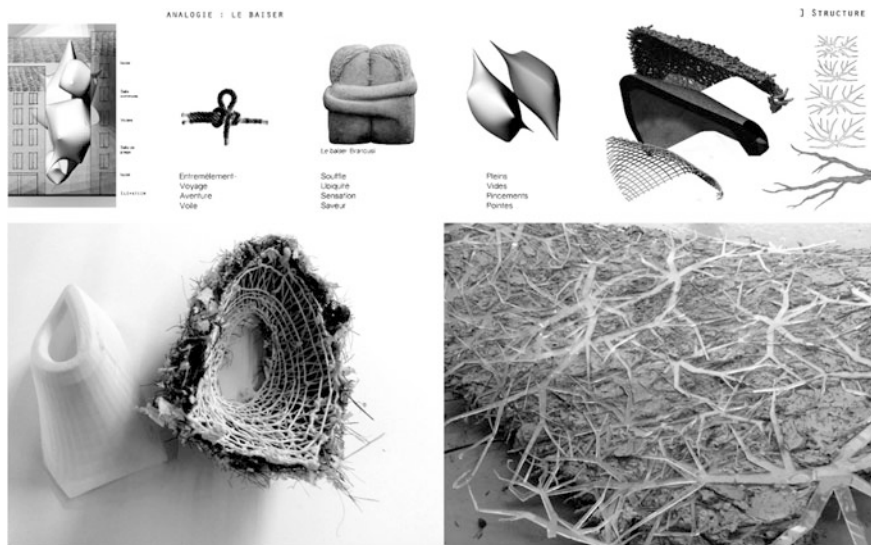 ANALOGIE : LE BAISER
] STRUCTURE
Le baiser Brancusi
Entremêlement-
Voyage
Aventure
Voile
Souffle
Ubiquité
Sensation
Saveur
Pleins
Vides
Pincements
Pointes